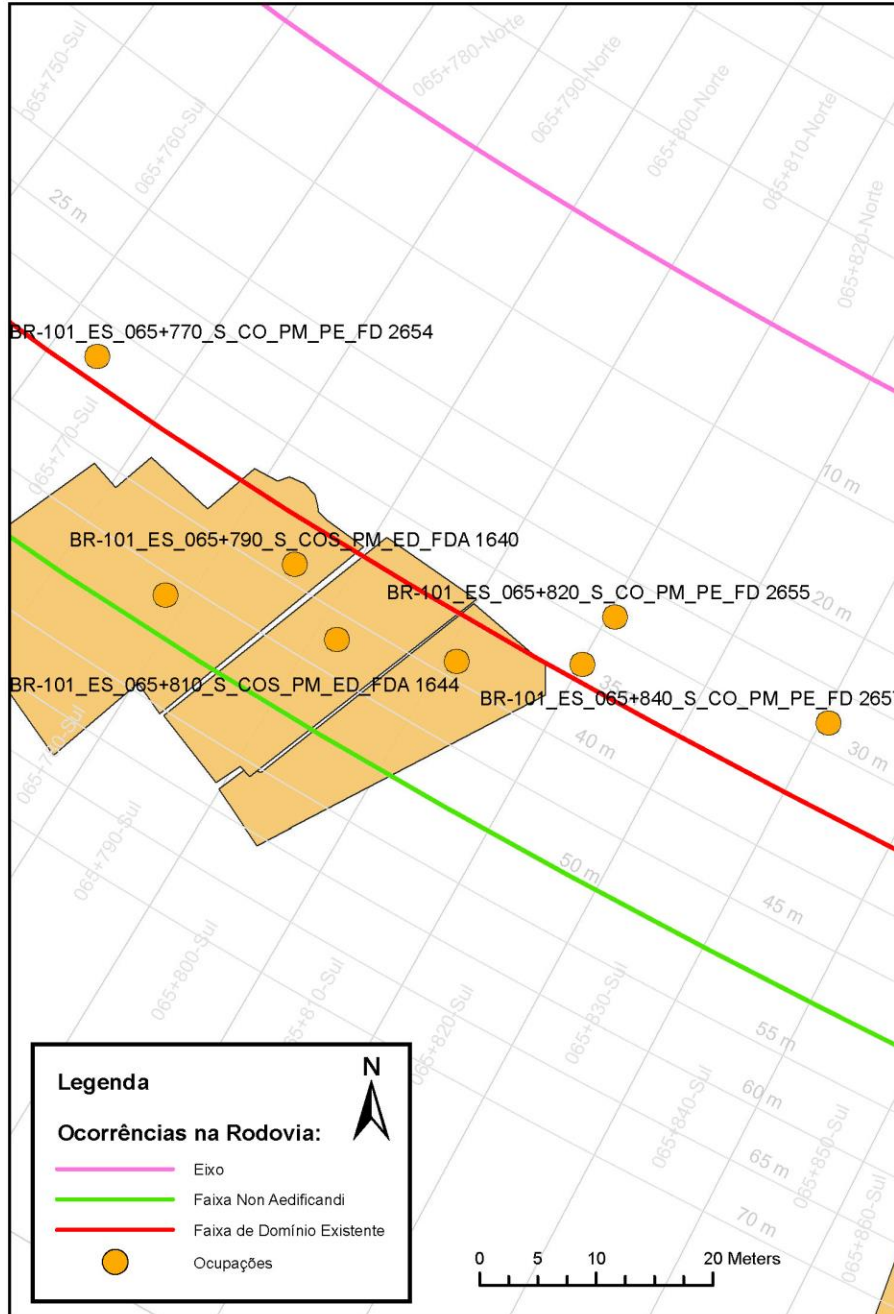 065+750-Sul
065+760-Sul
065+780-Norte
065+790-Norte
065+800-Norte
065+810-Norte
065+820-Norte
25 m
BR-101_ES_065+770_S_CO_PM_PE_FD 2654
065+770-Sul
10 m
BR-101_ES_065+790_S_COS_PM_ED_FDA 1640
BR-101_ES_065+820_S_CO_PM_PE_FD 2655
20 m
BR-101_ES_065+810_S_COS_PM_ED_FDA 1644
35
BR-101_ES_065+840_S_CO_PM_PE_FD 265
30 m
40 m
065+790-Sul
50 m
45 m
065+800-Sul
065+810-Sul
065+820-Sul
065+830-Sul
55 m
60 m
065+840-Sul
065+850-Sul
65 m
065+860-Sul
70 m
Legenda
N
Ocorrências na Rodovia:
Eixo
Faixa Non Aedificandi
Faixa de Domínio Existente
Ocupações
0 5 10 20 Meters